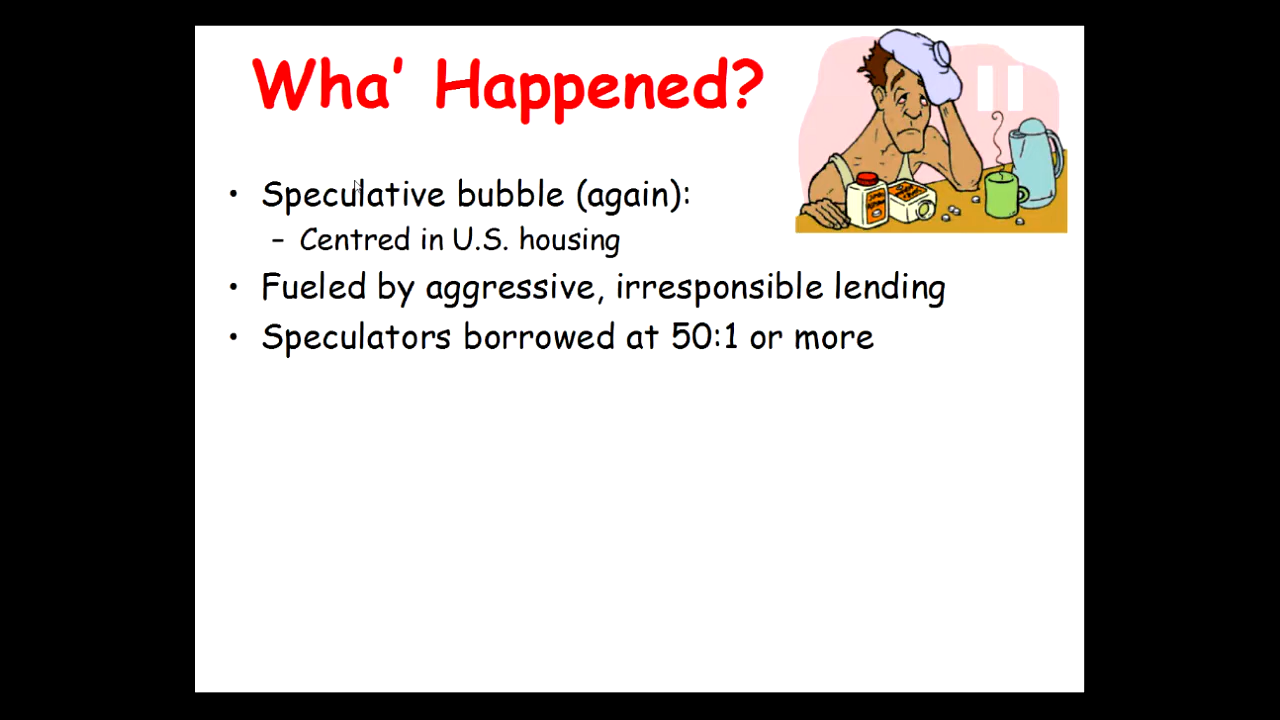 Wha' Happened?
• Speculative bubble (again):
– Centred in U.S. housing
• Fueled by aggressive, irresponsible lending
• Speculators borrowed at 50:1 or more